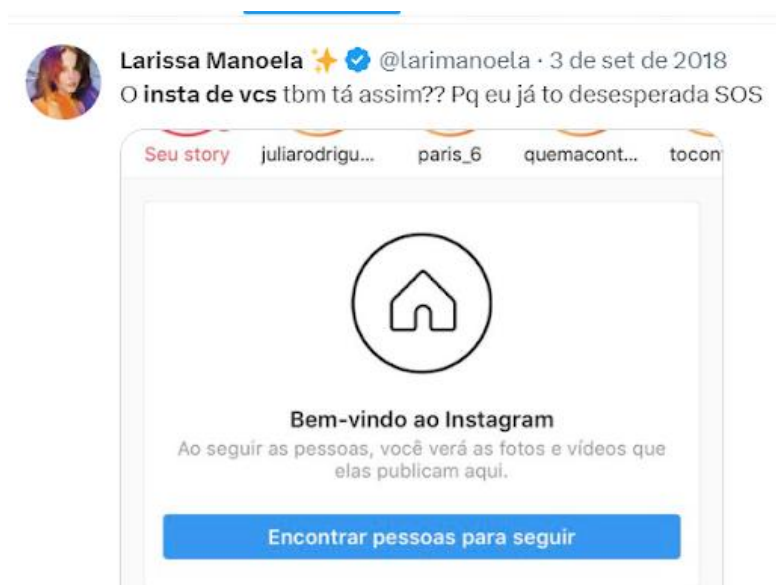 Larissa Manoela ✨ @larimanoela · 3 de set de 2018
O insta de vcs tbm tá assim?? Pq eu já to desesperada SOS
Seu story juliarodrigu... paris_6 quemacont... tocon
Bem-vindo ao Instagram
Ao seguir as pessoas, você verá as fotos e vídeos que
elas publicam aqui.
Encontrar pessoas para seguir